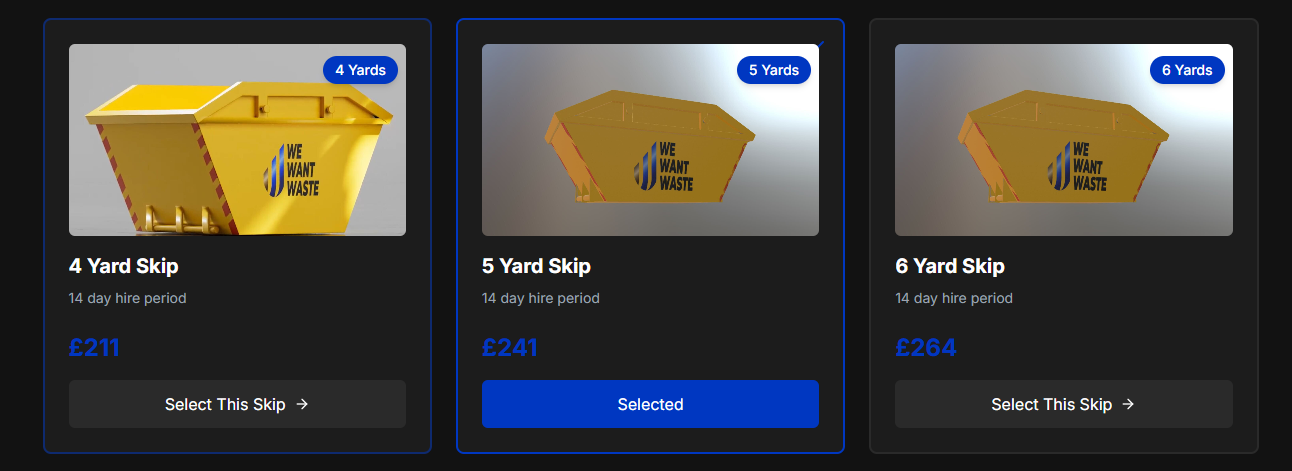 4 Yards
WE
WANT
WASTE
4 Yard Skip
14 day hire period
£211
Select This Skip →
5 Yards
WE
WANT
WASTE
5 Yard Skip
14 day hire period
£241
Selected
6 Yards
WE
WANT
WASTE
6 Yard Skip
14 day hire period
£264
Select This Skip →